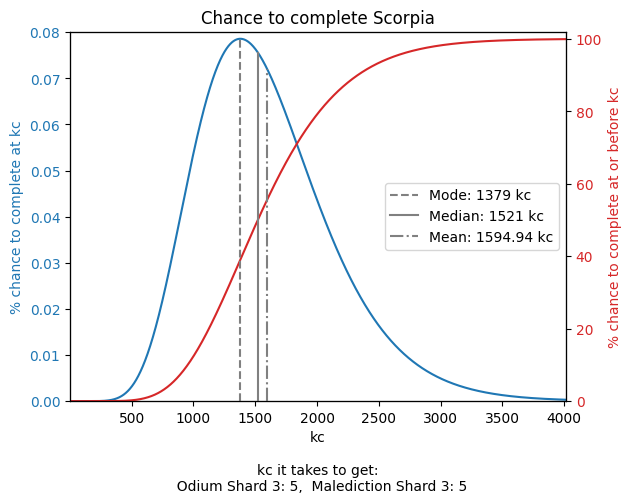 Chance to complete Scorpia
% chance to complete at kc
0.08
0.07
0.06
0.05
0.04
0.03
0.02
0.01
0.00
100
80
60
40
20
0
% chance to complete at or before kc
Mode: 1379 kc
Median: 1521 kc
Mean: 1594.94 kc
500 1000 1500 2000 2500 3000 3500 4000
kc
kc it takes to get:
Odium Shard 3: 5, Malediction Shard 3: 5